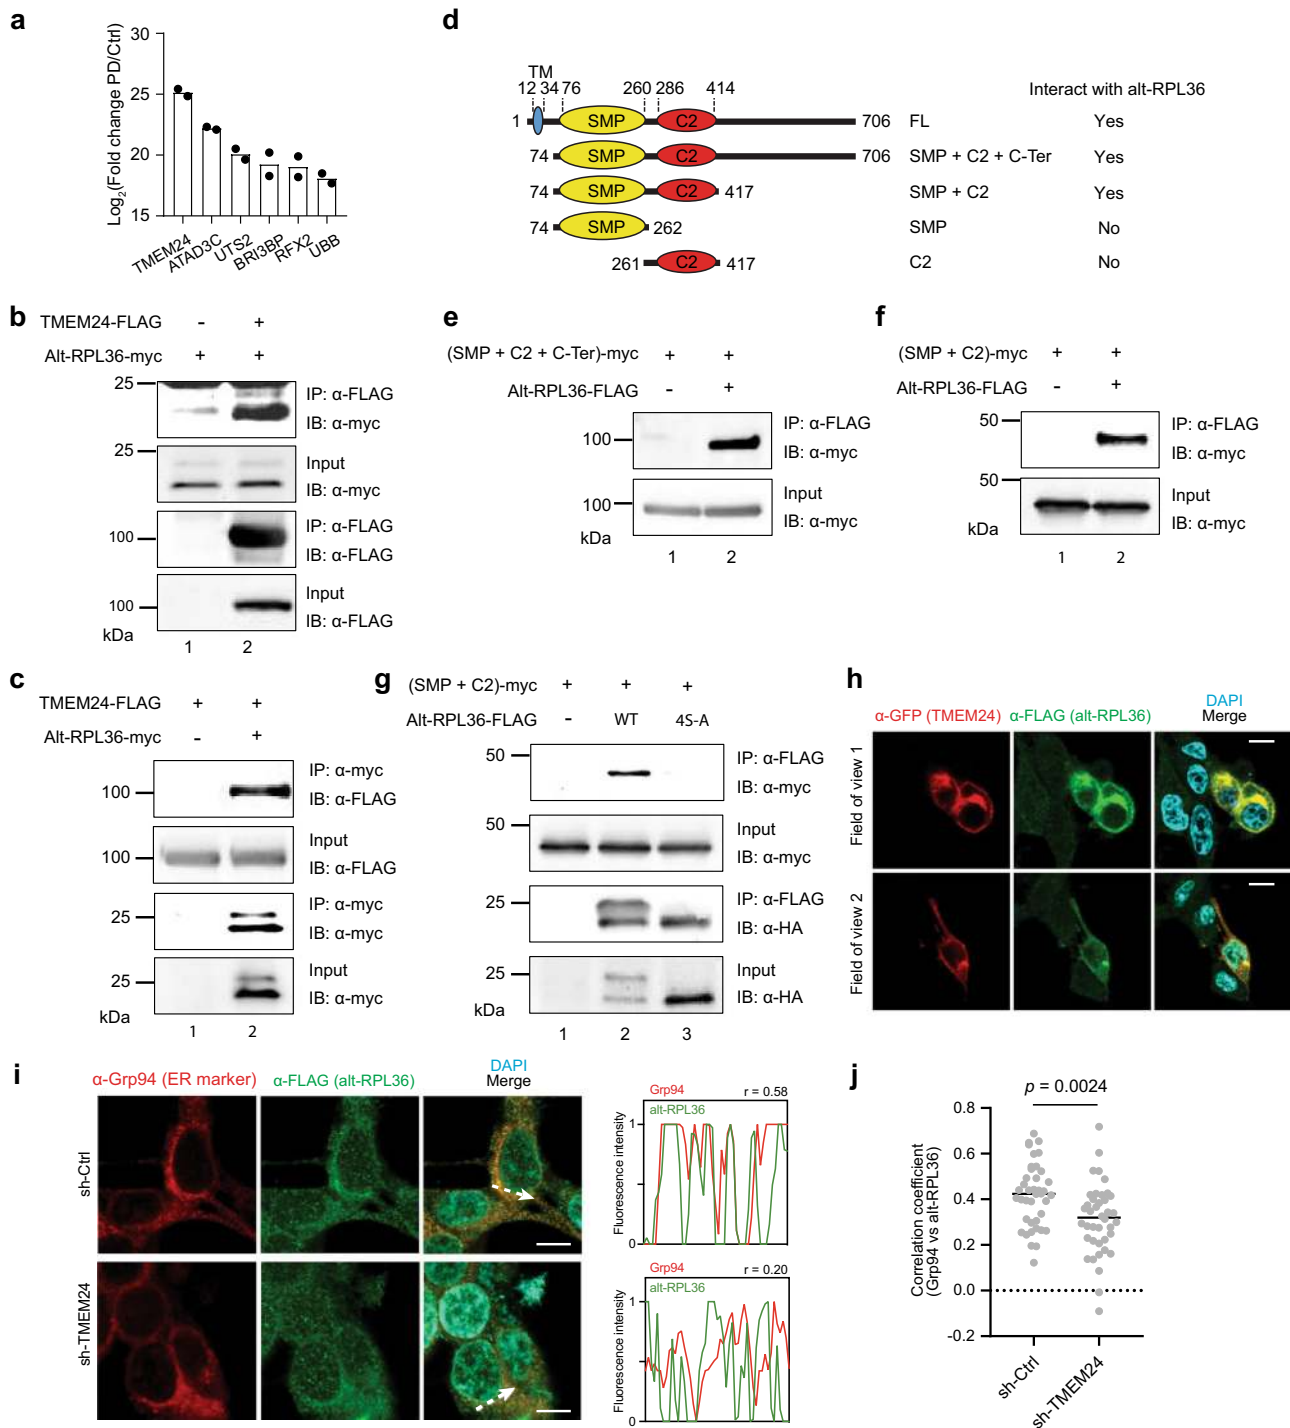 a
Log2(Fold change PD/Ctrl)
30
25
20
15
TMEM24
ATAD3C
UTS2
BRI3BP
RFX2
UBB
d
TM
12 34 76 260 286 414
Interact with alt-RPL36
1 SMP C2 706 FL Yes
74 SMP C2 706 SMP + C2 + C-Ter Yes
74 SMP C2 417 SMP + C2 Yes
74 SMP 262 SMP No
261 C2 417 C2 No
b
TMEM24-FLAG - +
Alt-RPL36-myc + +
25
IP: α-FLAG
IB: α-myc
25
Input
IB: α-myc
100
IP: α-FLAG
IB: α-FLAG
100
Input
IB: α-FLAG
kDa
1 2
e
(SMP + C2 + C-Ter)-myc + +
Alt-RPL36-FLAG - +
100
IP: α-FLAG
IB: α-myc
100
Input
IB: α-myc
kDa
1 2
f
(SMP + C2)-myc + +
Alt-RPL36-FLAG - +
50
IP: α-FLAG
IB: α-myc
50
Input
IB: α-myc
kDa
1 2
c
TMEM24-FLAG + +
Alt-RPL36-myc - +
100
IP: α-myc
IB: α-FLAG
100
Input
IB: α-FLAG
25
IP: α-myc
IB: α-myc
25
Input
IB: α-myc
kDa
1 2
g
(SMP + C2)-myc + + +
Alt-RPL36-FLAG - WT 4S-A
50
IP: α-FLAG
IB: α-myc
50
Input
IB: α-myc
25
IP: α-FLAG
IB: α-HA
25
Input
IB: α-HA
kDa
1 2 3
h
α-GFP (TMEM24) α-FLAG (alt-RPL36) DAPI
Merge
Field of view 1
Field of view 2
i
α-Grp94 (ER marker) α-FLAG (alt-RPL36) DAPI
Merge
sh-Ctrl
sh-TMEM24
Grp94 r = 0.58
alt-RPL36
Fluorescence intensity
1
0
Grp94 r = 0.20
alt-RPL36
Fluorescence intensity
1
0
j
p = 0.0024
Correlation coefficient
(Grp94 vs alt-RPL36)
0.8
0.6
0.4
0.2
0.0
-0.2
sh-Ctrl
sh-TMEM24